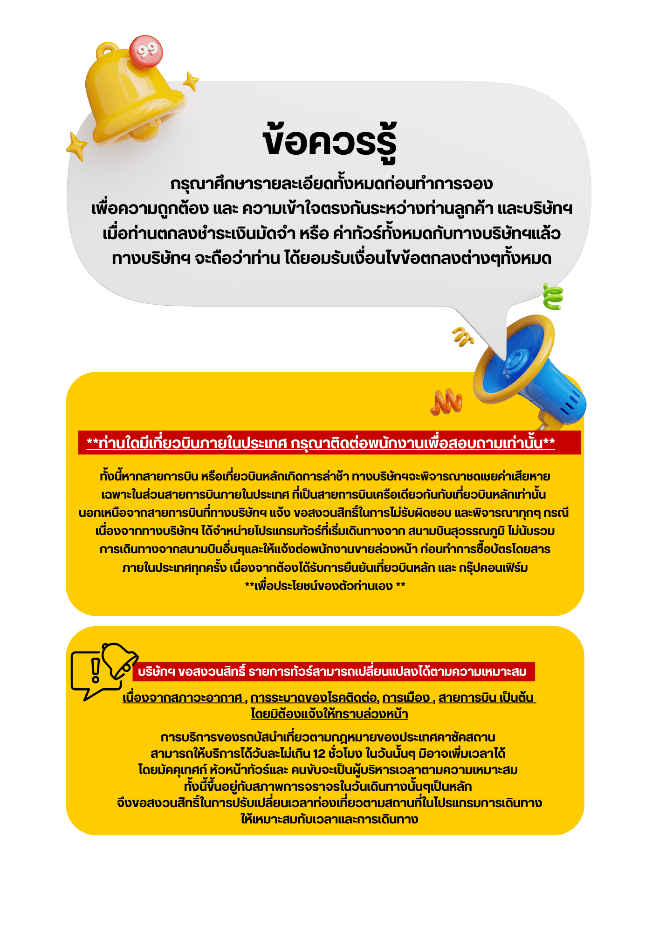 99
ข้อควรรู้
กรุณาศึกษารายละเอียดทั้งหมดก่อนทำการจอง
เพื่อความถูกต้อง และ ความเข้าใจตรงกันระหว่างท่านลูกค้า และบริษัทฯ
เมื่อท่านตกลงชำระเงินมัดจำ หรือ ค่าทัวร์ทั้งหมดกับทางบริษัทฯแล้ว
ทางบริษัทฯ จะถือว่าท่าน ได้ยอมรับเงื่อนไขข้อตกลงต่างๆทั้งหมด
**ท่านใดมีเที่ยวบินภายในประเทศ กรุณาติดต่อพนักงานเพื่อสอบถามเท่านั้น**
ทั้งนี้หากสายการบิน หรือเที่ยวบินหลักเกิดการล่าช้า ทางบริษัทฯจะพิจารณาชดเชยค่าเสียหาย
เฉพาะในส่วนสายการบินภายในประเทศ ที่เป็นสายการบินเครือเดียวกันกับเที่ยวบินหลักเท่านั้น
นอกเหนือจากสายการบินที่ทางบริษัทฯ แจ้ง ขอสงวนสิทธิ์ในการไม่รับผิดชอบ และพิจารณาทุกๆ กรณี
เนื่องจากทางบริษัทฯ ได้จำหน่ายโปรแกรมทัวร์ที่เริ่มเดินทางจาก สนามบินสุวรรณภูมิ ไม่นับรวม
การเดินทางจากสนามบินอื่นๆและให้แจ้งต่อพนักงานขายล่วงหน้า ก่อนทำการซื้อบัตรโดยสาร
ภายในประเทศทุกครั้ง เนื่องจากต้องได้รับการยืนยันเที่ยวบินหลัก และ กรุ๊ปคอนเฟิร์ม
**เพื่อประโยชน์ของตัวท่านเอง **
บริษัทฯ ขอสงวนสิทธิ์ รายการทัวร์สามารถเปลี่ยนแปลงได้ตามความเหมาะสม
เนื่องจากสภาวะอากาศ , การระบาดของโรคติดต่อ, การเมือง , สายการบิน เป็นต้น
โดยมิต้องแจ้งให้ทราบล่วงหน้า
การบริการของรถบัสนำเที่ยวตามกฎหมายของประเทศคาซัคสถาน
สามารถให้บริการได้วันละไม่เกิน 12 ชั่วโมง ในวันนั้นๆ มิอาจเพิ่มเวลาได้
โดยมัคคุเทศก์ หัวหน้าทัวร์และ คนขับจะเป็นผู้บริหารเวลาตามความเหมาะสม
ทั้งนี้ขึ้นอยู่กับสภาพการจราจรในวันเดินทางนั้นๆเป็นหลัก
จึงขอสงวนสิทธิ์ในการปรับเปลี่ยนเวลาท่องเที่ยวตามสถานที่ในโปรแกรมการเดินทาง
ให้เหมาะสมกับเวลาและการเดินทาง